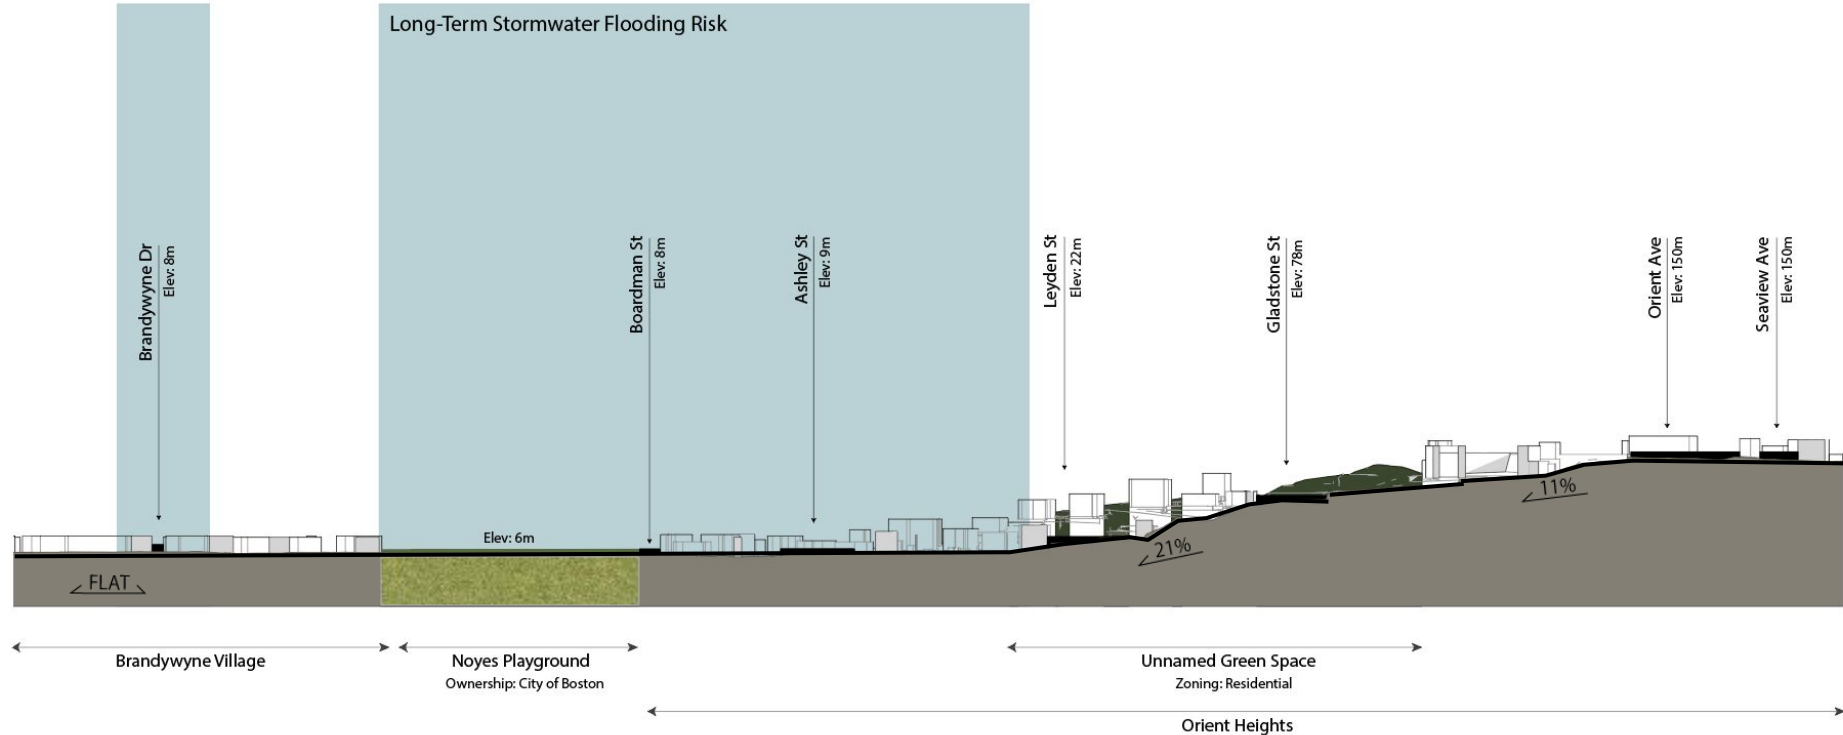 Long-Term Stormwater Flooding Risk
Brandywyne Dr
Elev: 8m
Boardman St
Elev: 8m
Ashley St
Elev: 9m
Leyden St
Elev: 22m
Gladstone St
Elev: 78m
Orient Ave
Elev: 150m
Seaview Ave
Elev: 150m
Elev: 6m
11%
21%
FLAT
Brandywyne Village
Noyes Playground
Ownership: City of Boston
Unnamed Green Space
Zoning: Residential
Orient Heights